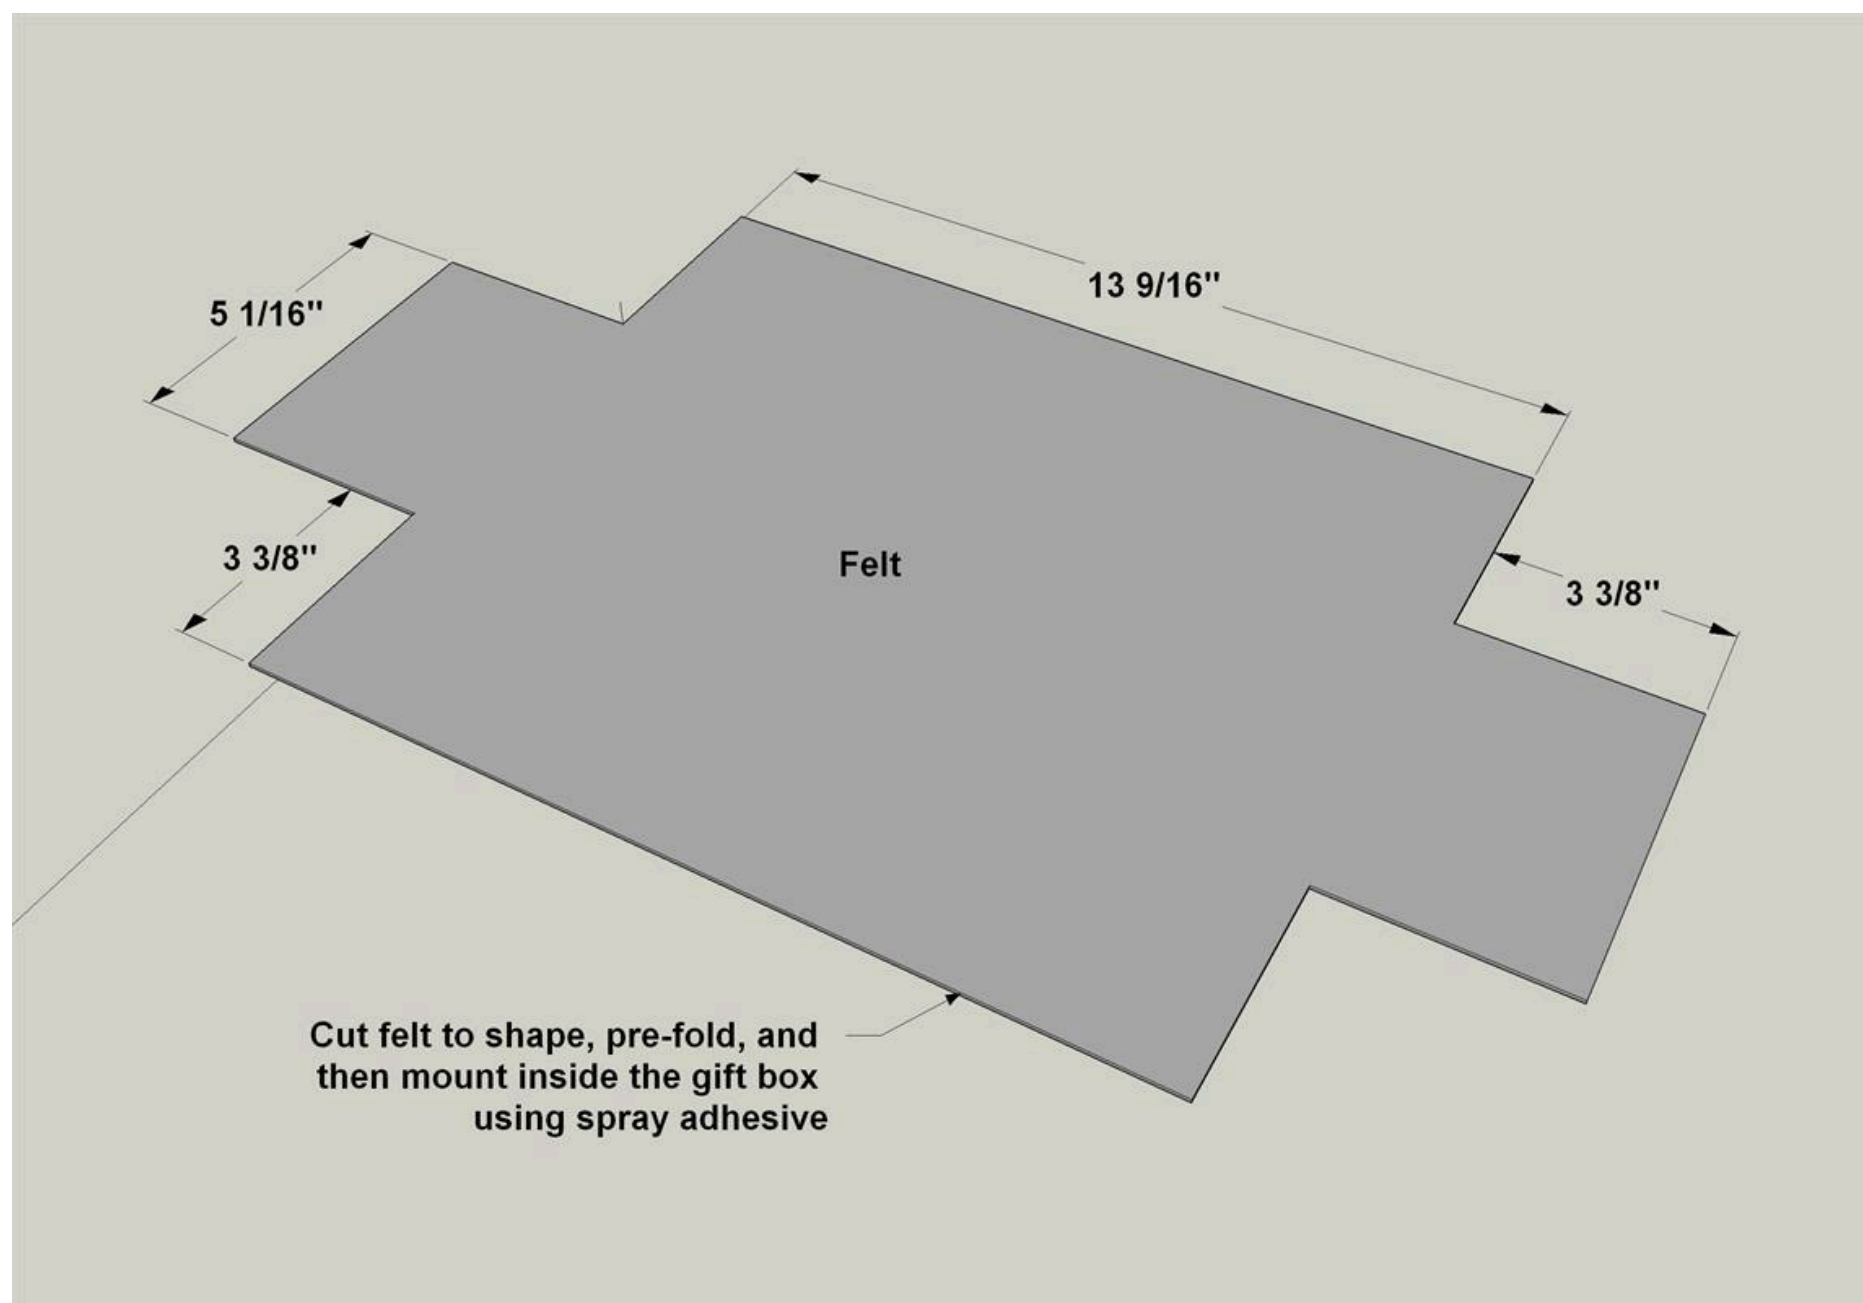 13 9/16"
5 1/16"
3 3/8"
Felt
3 3/8"
Cut felt to shape, pre-fold, and
then mount inside the gift box
using spray adhesive